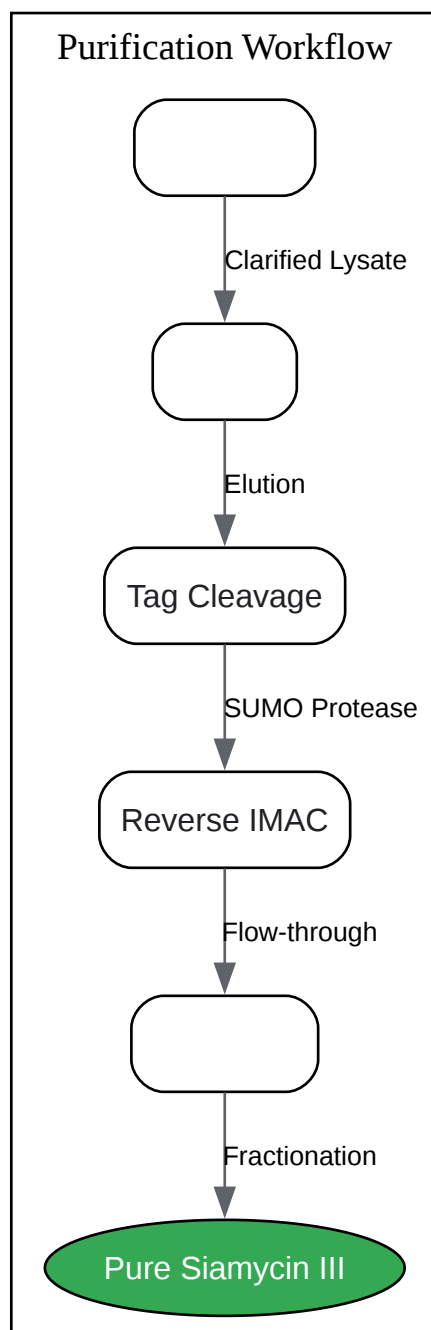 Purification Workflow
Clarified Lysate
Elution
Tag Cleavage
SUMO Protease
Reverse IMAC
Flow-through
Fractionation
Pure Siamycin III